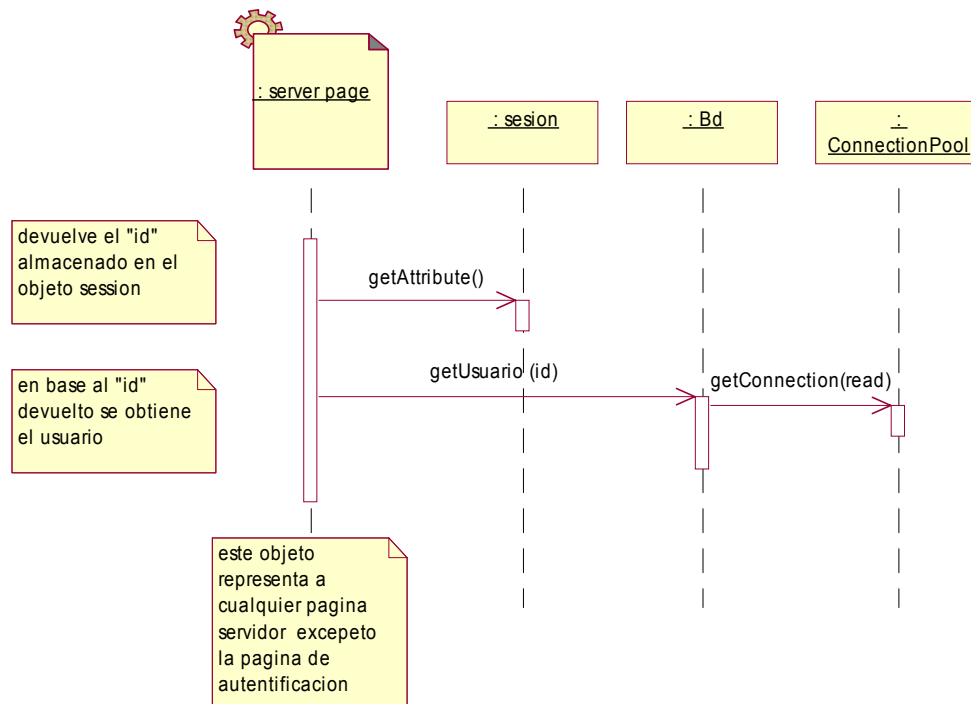 : server page
: sesion
: Bd
:
ConnectionPool
devuelve el "id"
almacenado en el
objeto session
getAttribute()
en base al "id"
devuelto se obtiene
el usuario
getUsuario (id)
getConnection(read)
este objeto
representa a
cualquier pagina
servidor excepeto
la pagina de
autentificacion